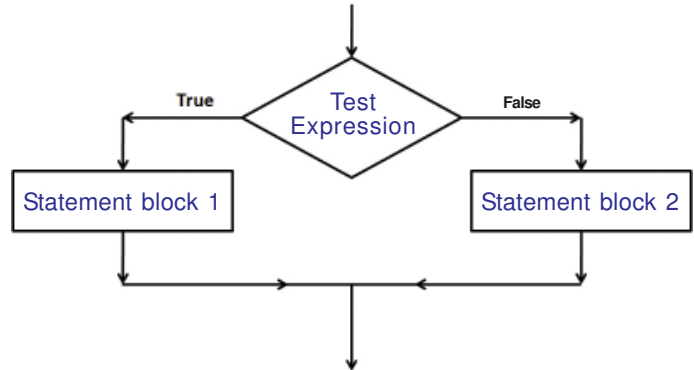 True
Test
Expression
False
Statement block 1
Statement block 2